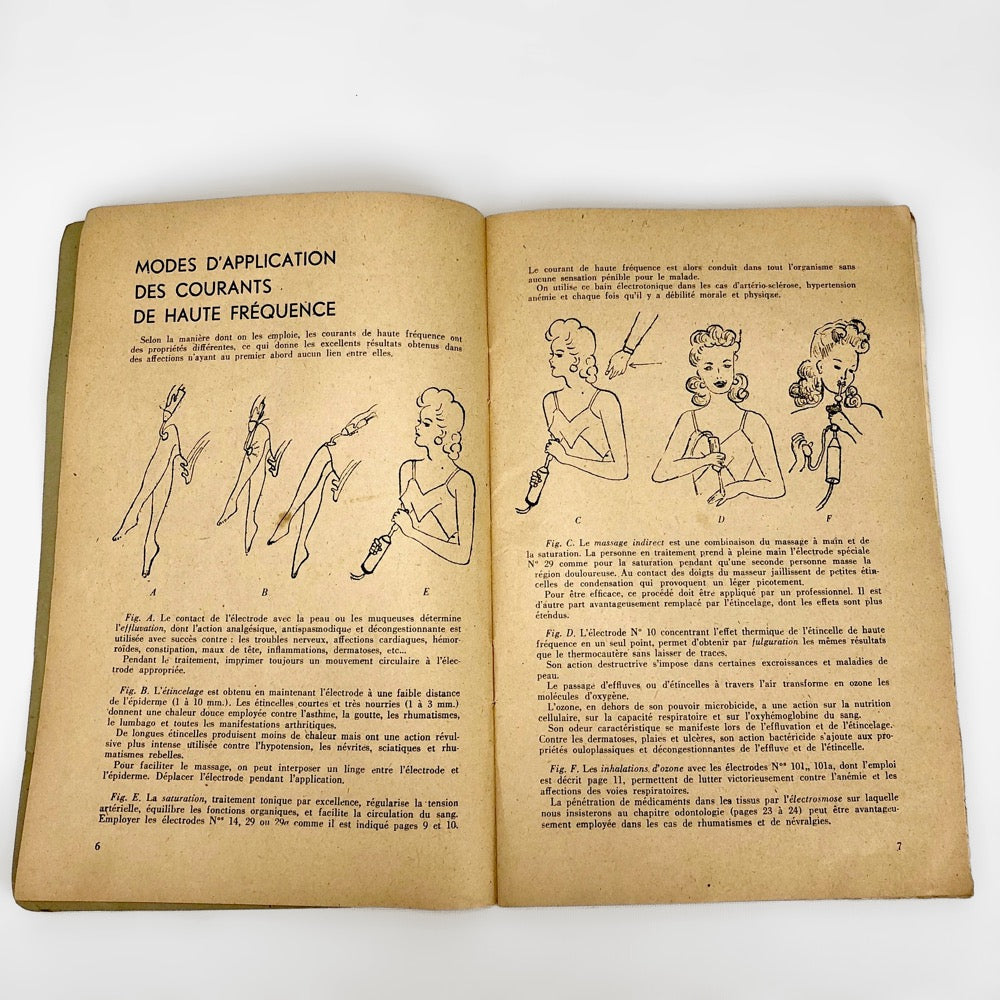 MODES D'APPLICATION
DES COURANTS
DE HAUTE FRÉQUENCE
Selon la manière dont on les emploie, les courants de haute fréquence ont
des propriétés différentes, ce qui donne les excellents résultats obtenus dans
des affections n'ayant au premier abord aucun lien entre elles.
A
B
E
Fig. A. Le contact de l'électrode avec la peau ou les muqueuses détermine
l'effluvation, dont l'action analgésique, antispasmodique et décongestionnante est
utilisée avec succès contre : les troubles nerveux, affections cardiaques, hémor-
roïdes, constipation, maux de tête, inflammations, dermatoses, etc...
Pendant le traitement, imprimer toujours un mouvement circulaire à l'élec-
trode appropriée.
Fig. B. L'étincelage est obtenu en maintenant l'électrode à une faible distance
de l'épiderme (1 à 10 mm.). Les étincelles courtes et très nourries (1 à 3 mm.)
donnent une chaleur douce employée contre l'asthme, la goutte, les rhumatismes,
le lumbago et toutes les manifestations arthritiques.
De longues étincelles produisent moins de chaleur mais ont une action révul-
sive plus intense utilisée contre l'hypotension, les névrites, sciatiques et rhu-
matismes rebelles.
Pour faciliter le massage, on peut interposer un linge entre l'électrode et
l'épiderme. Déplacer l'électrode pendant l'application.
Fig. E. La saturation, traitement tonique par excellence, régularise la tension
artérielle, équilibre les fonctions organiques, et facilite la circulation du sang.
Employer les électrodes Nos 14, 29 ou 29a comme il est indiqué pages 9 et 10.
6
Le courant de haute fréquence est alors conduit dans tout l'organisme sans
aucune sensation pénible pour le malade.
On utilise ce bain électrotonique dans les cas d'artério-sclérose, hypertension
anémie et chaque fois qu'il y a débilité morale et physique.
C
D
F
Fig. C. Le massage indirect est une combinaison du massage à main et de
la saturation. La personne en traitement prend à pleine main l'électrode spéciale
N° 29 comme pour la saturation pendant qu'une seconde personne masse la
région douloureuse. Au contact des doigts du masseur jaillissent de petites étin-
celles de condensation qui provoquent un léger picotement.
Pour être efficace, ce procédé doit être appliqué par un professionnel. Il est
d'autre part avantageusement remplacé par l'étincelage, dont les effets sont plus
étendus.
Fig. D. L'électrode N° 10 concentrant l'effet thermique de l'étincelle de haute
fréquence en un seul point, permet d'obtenir par fulguration les mêmes résultats
que le thermocautère sans laisser de traces.
Son action destructrive s'impose dans certaines excroissances et maladies de
peau.
Le passage d'effluves ou d'étincelles à travers l'air transforme en ozone les
molécules d'oxygène.
L'ozone, en dehors de son pouvoir microbicide, a une action sur la nutrition
cellulaire, sur la capacité respiratoire et sur l'oxyhémoglobine du sang.
Son odeur caractéristique se manifeste lors de l'effluvation et de l'étincelage.
Contre les dermatoses, plaies et ulcères, son action bactéricide s'ajoute aux pro-
priétés ouloplassiques et décongestionnantes de l'effluve et de l'étincelle.
Fig. F. Les inhalations d'ozone avec les électrodes Nos 101,, 101a, dont l'emploi
est décrit page 11, permettent de lutter victorieusement contre l'anémie et les
affections des voies respiratoires.
La pénétration de médicaments dans les tissus par l'électrosmose sur laquelle
nous insisterons au chapitre odontologie (pages 23 à 24) peut être avantageu-
sement employée dans les cas de rhumatismes et de névralgies.
7